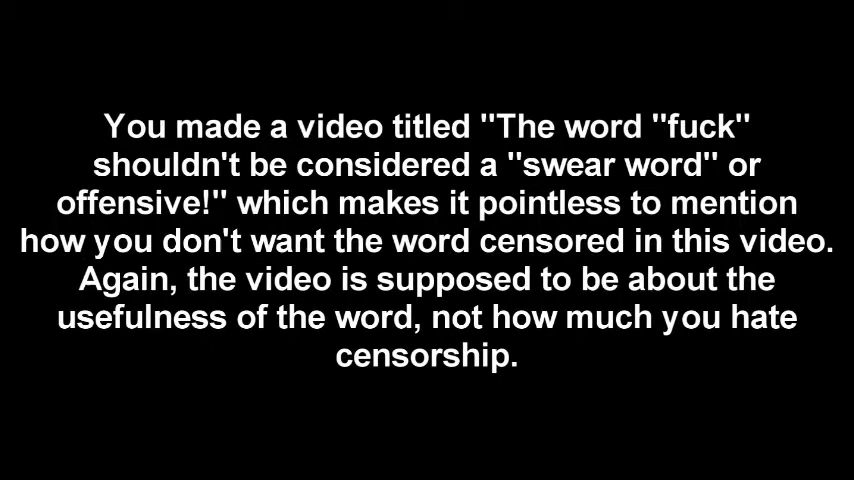 You made a video titled "The word "fuck"
shouldn't be considered a "swear word" or
offensive!" which makes it pointless to mention
how you don't want the word censored in this video.
Again, the video is supposed to be about the
usefulness of the word, not how much you hate
censorship.